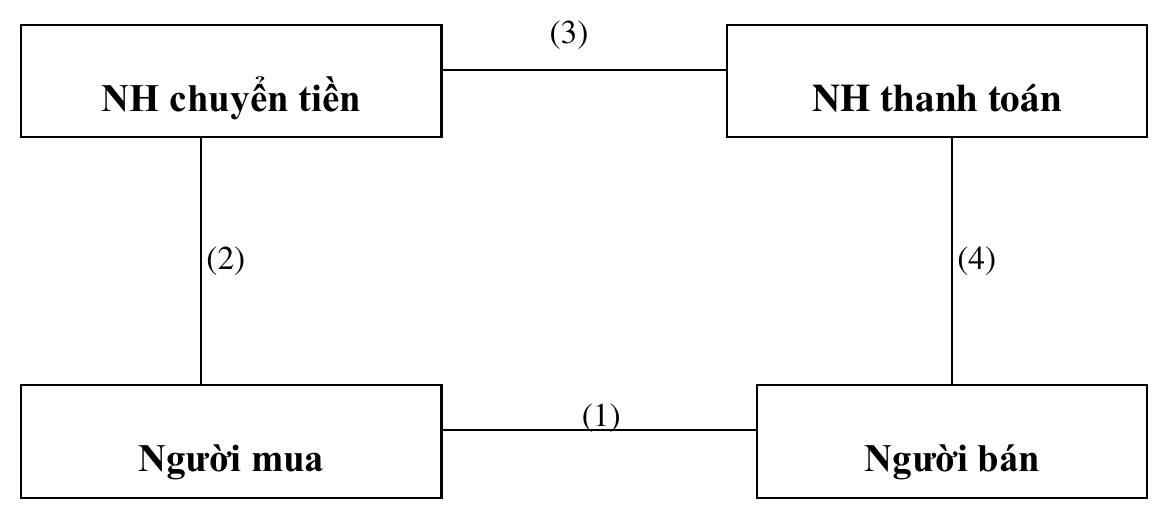 (3)
NH chuyển tiền
NH thanh toán
(2)
(4)
(1)
Người mua
Người bán